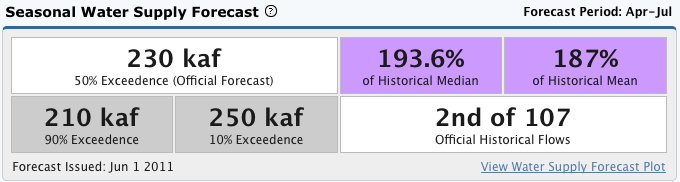 Seasonal Water Supply Forecast ? Forecast Period: Apr-Jul
230 kaf 193.6% 187%
50% Exceedence (Official Forecast) of Historical Median of Historical Mean
210 kaf 250 kaf 2nd of 107
90% Exceedence 10% Exceedence Official Historical Flows
Forecast Issued: Jun 1 2011 View Water Supply Forecast Plot